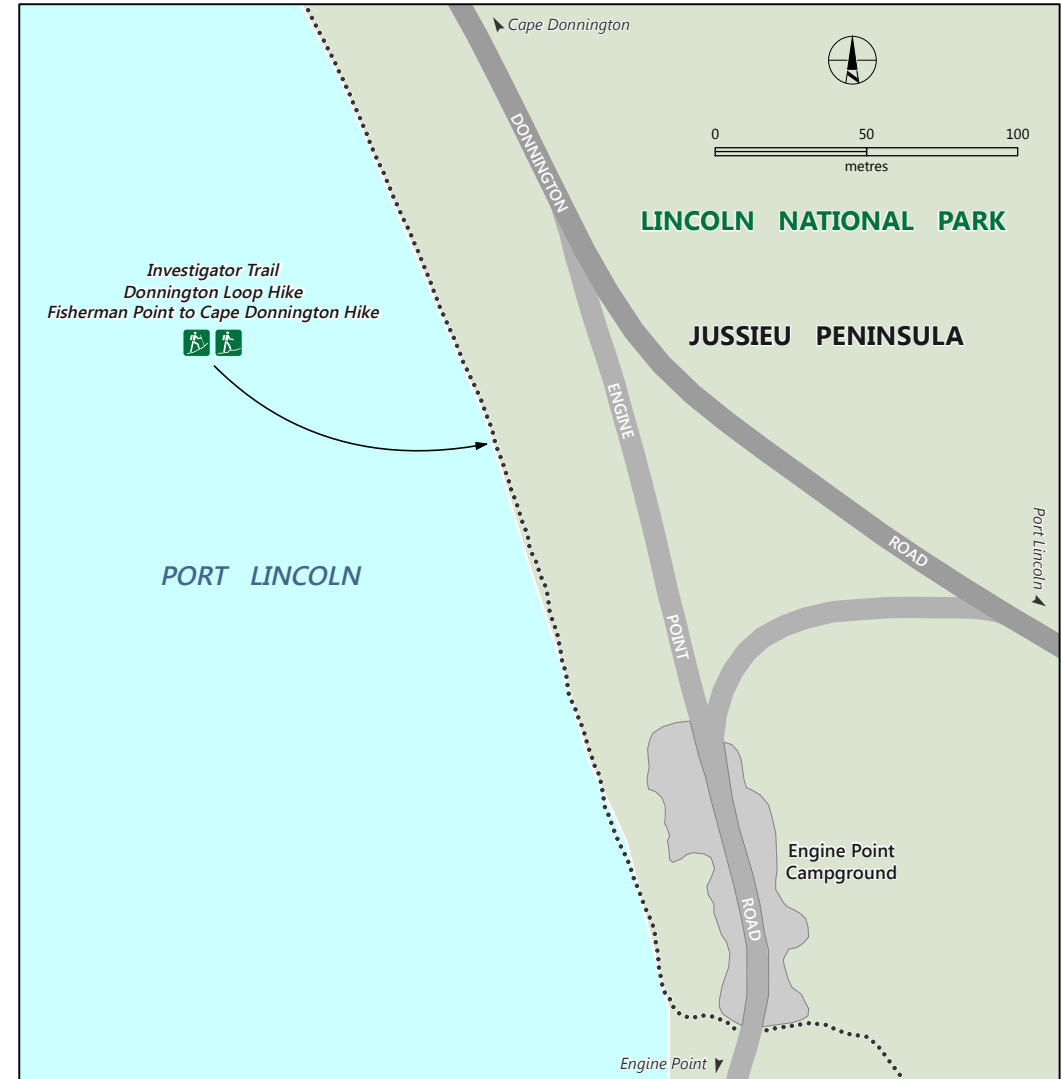 Cape Donnington
N
0 50 100
metres
DONNINGTON
LINCOLN NATIONAL PARK
Investigator Trail
Donnington Loop Hike
Fisherman Point to Cape Donnington Hike
JUSSIEU PENINSULA
ENGINE
PORT LINCOLN
ROAD
Port Lincoln
POINT
Engine Point
Campground
ROAD
Engine Point